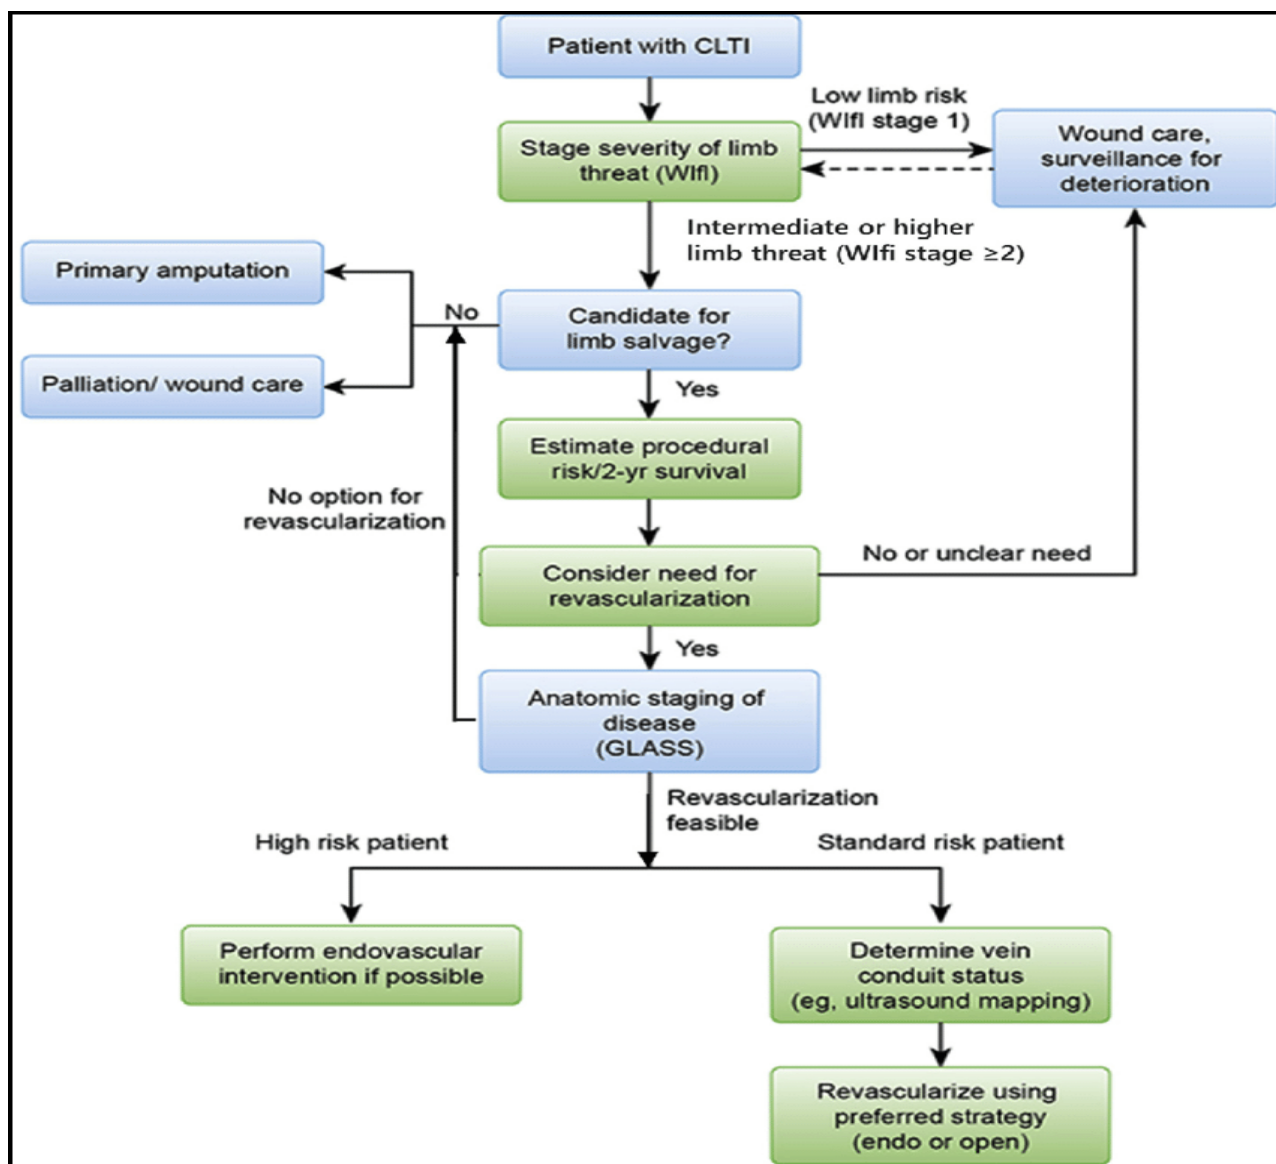 Patient with CLTI
Low limb risk
(WIfI stage 1)
Stage severity of limb
threat (WIfI)
Wound care,
surveillance for
deterioration
Intermediate or higher
limb threat (WIfi stage ≥2)
Primary amputation
No
Candidate for
limb salvage?
Palliation/ wound care
Yes
Estimate procedural
risk/2-yr survival
No option for
revascularization
Consider need for
revascularization
No or unclear need
Yes
Anatomic staging of
disease
(GLASS)
Revascularization
feasible
High risk patient
Standard risk patient
Perform endovascular
intervention if possible
Determine vein
conduit status
(eg, ultrasound mapping)
Revascularize using
preferred strategy
(endo or open)